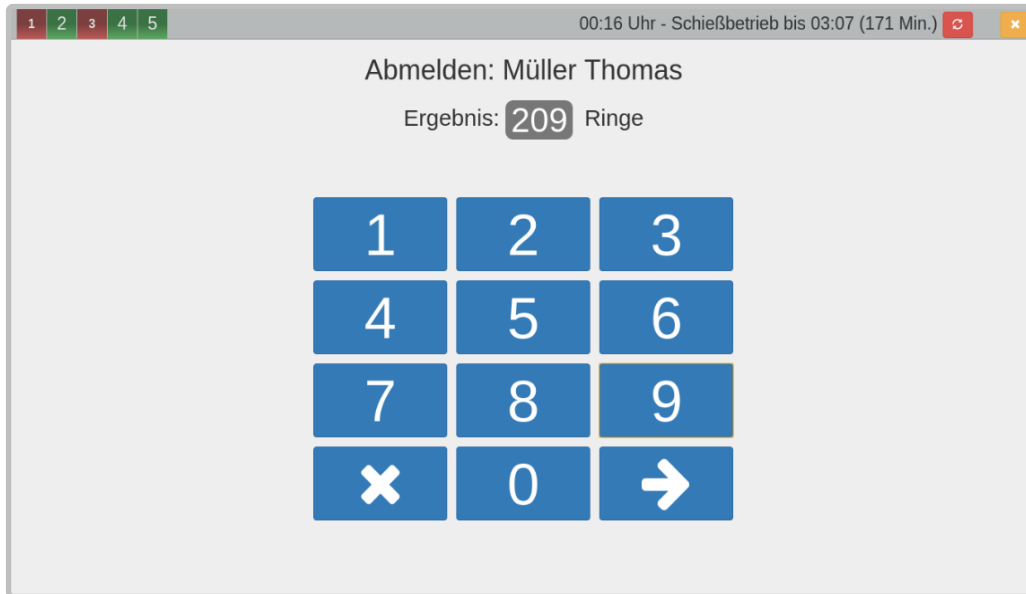 1 2 3 4 5 00:16 Uhr - Schießbetrieb bis 03:07 (171 Min.)
Abmelden: Müller Thomas
Ergebnis: 209 Ringe
1 2 3
4 5 6
7 8 9
0